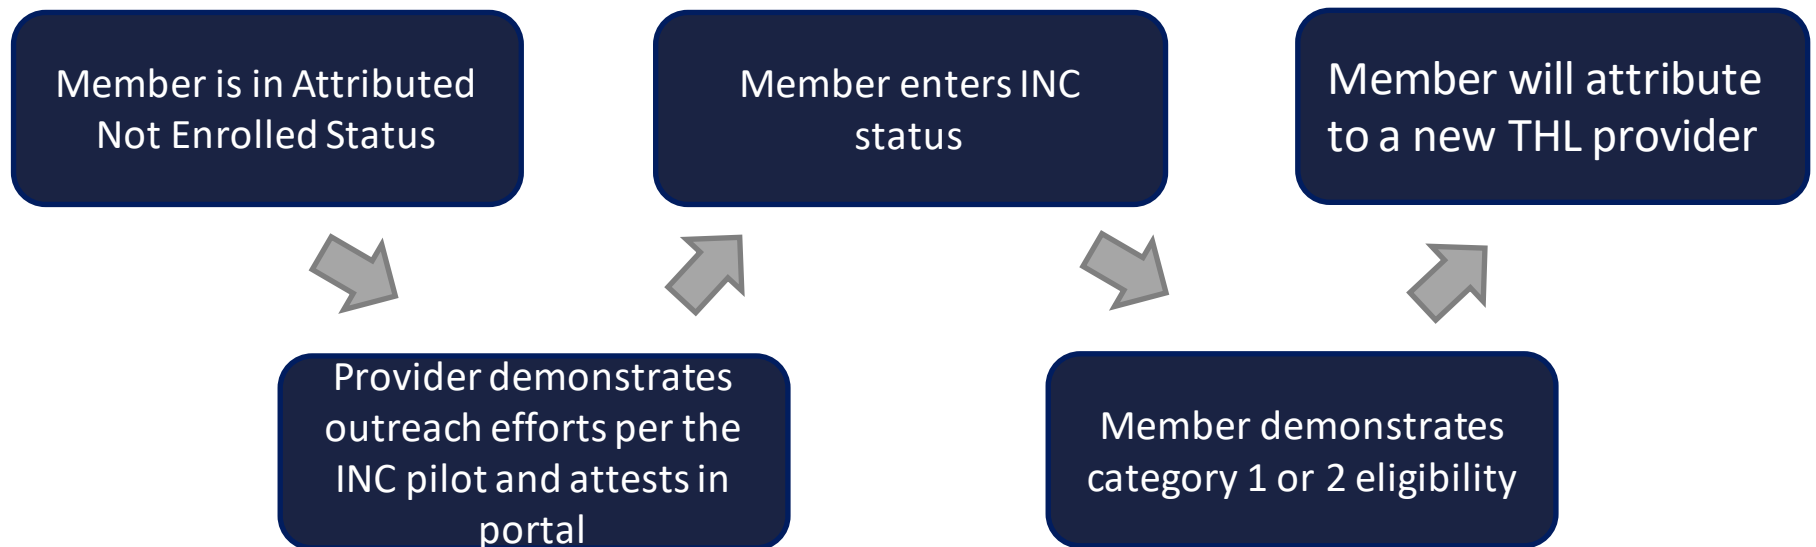 Member is in Attributed
Not Enrolled Status
Provider demonstrates
outreach efforts per the
INC pilot and attests in
portal
Member enters INC
status
Member demonstrates
category 1 or 2 eligibility
Member will attribute
to a new THL provider